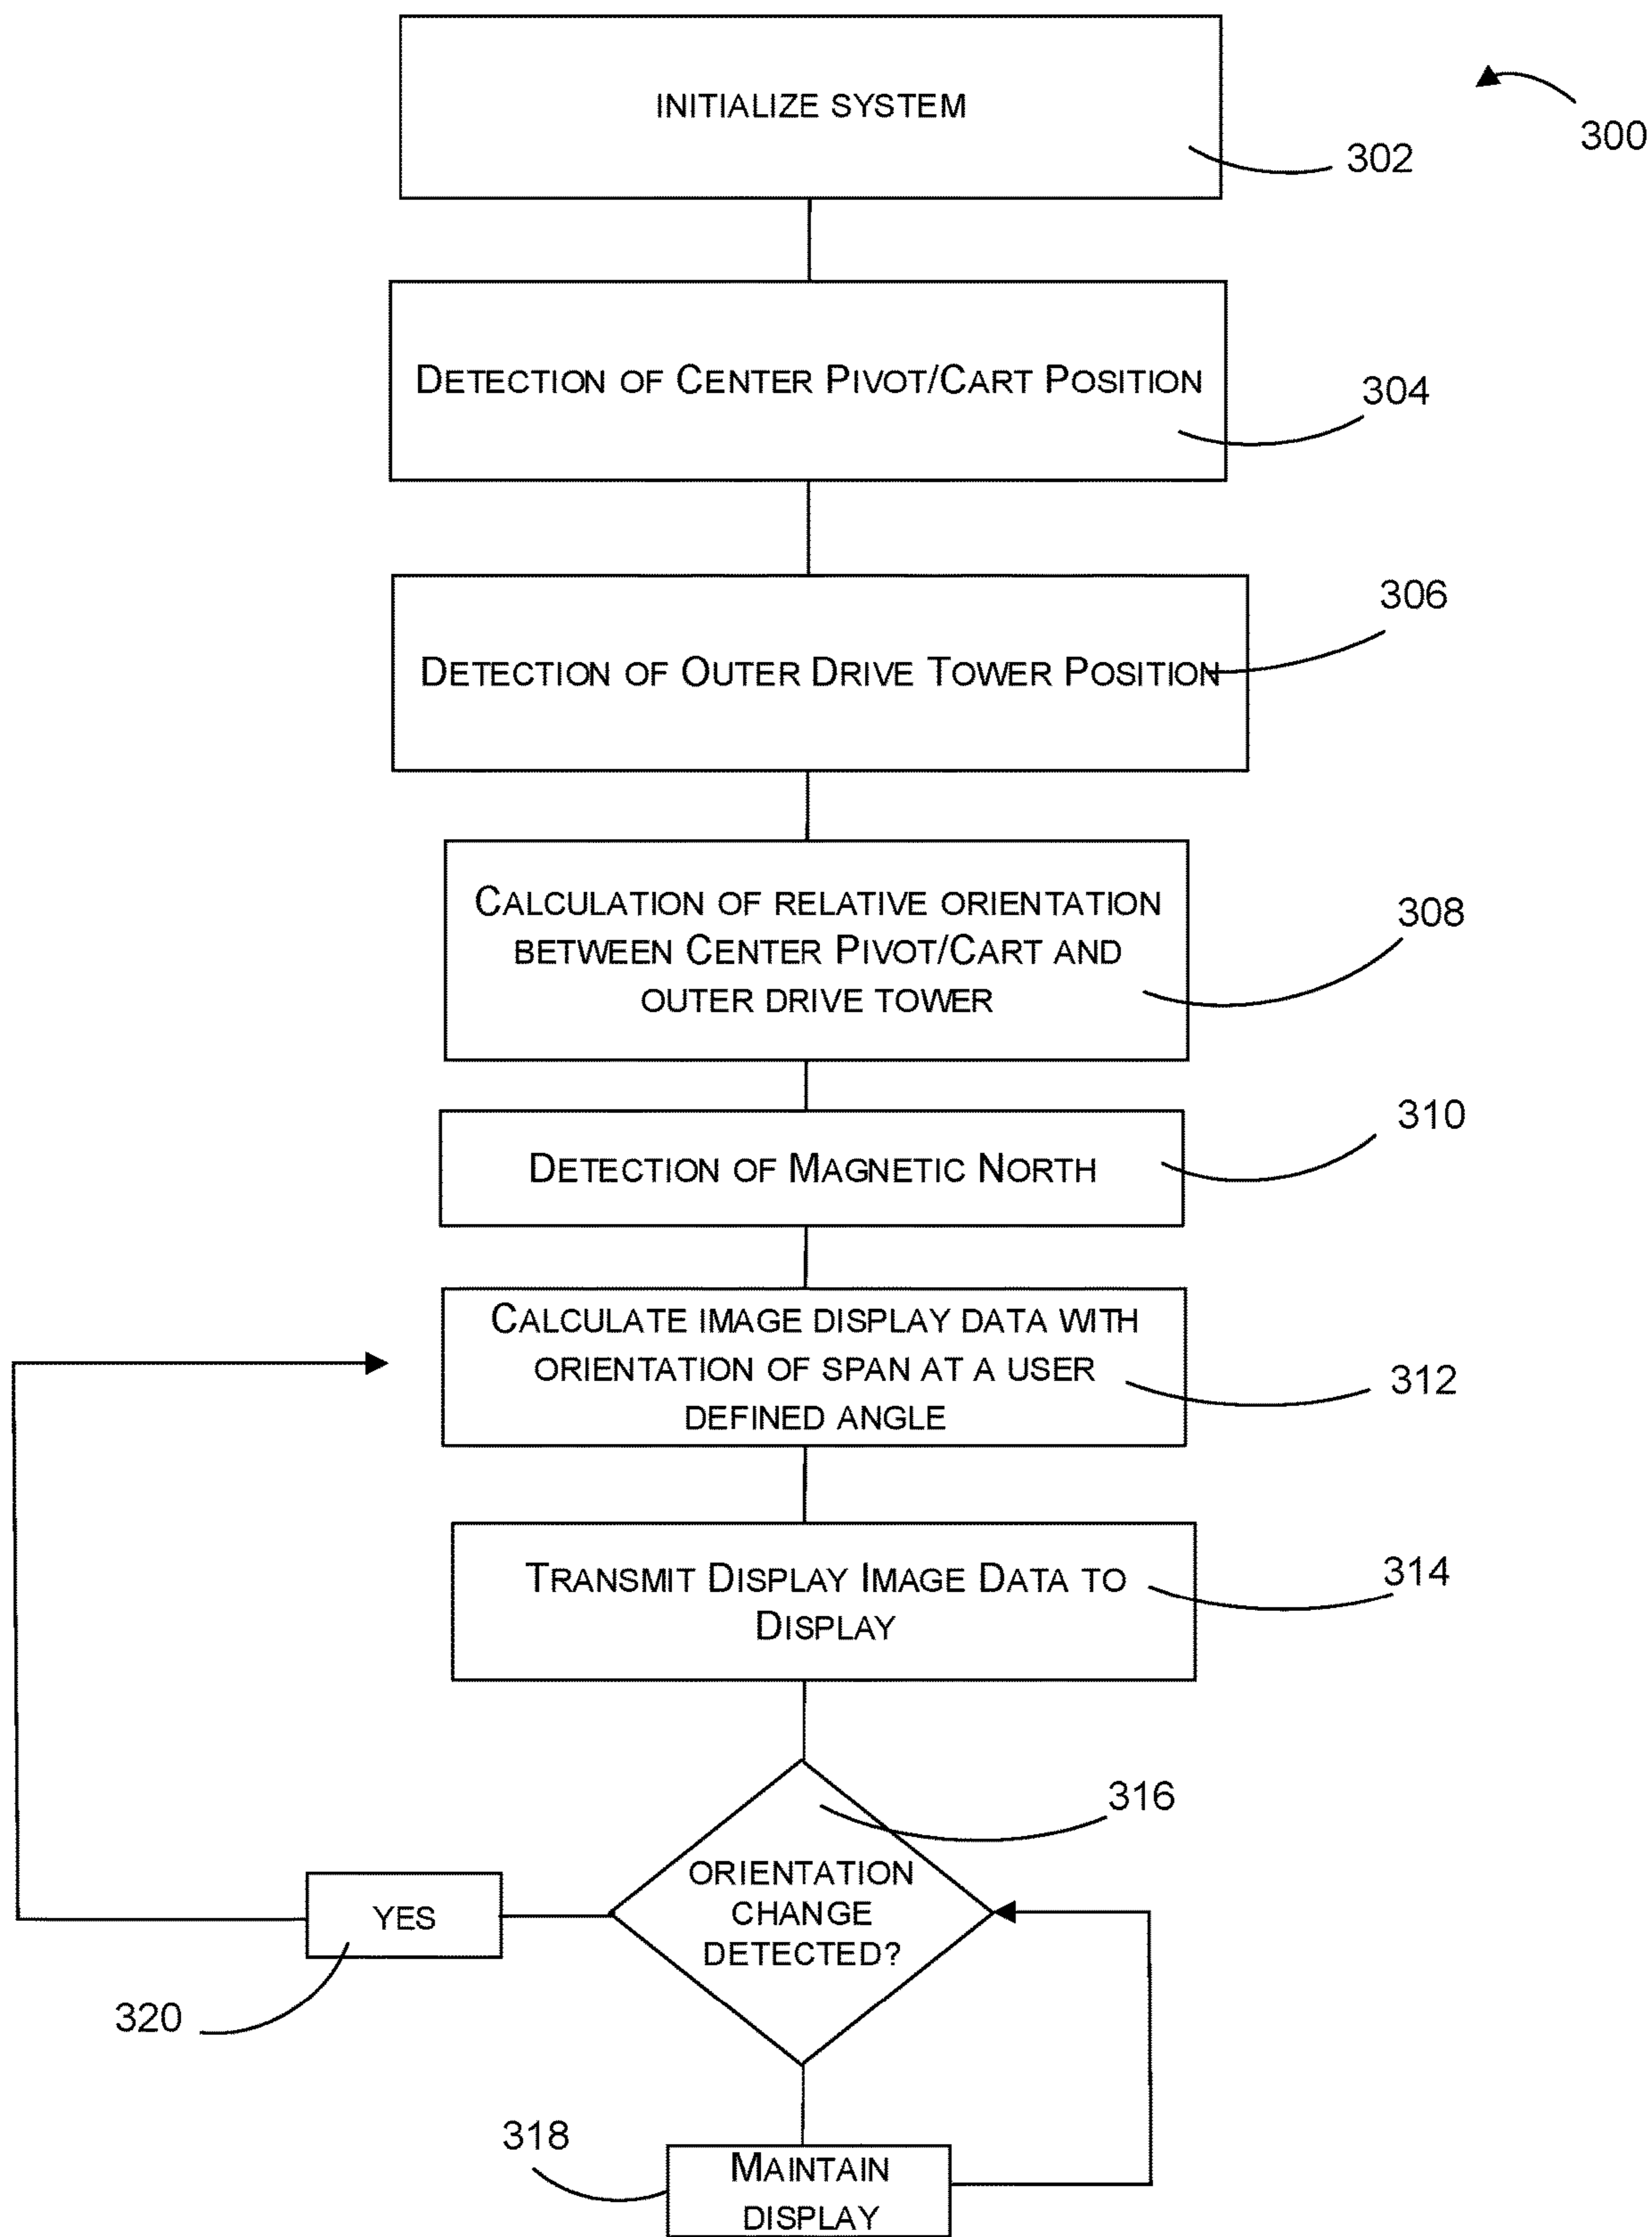 INITIALIZE SYSTEM
300
302
DETECTION OF CENTER PIVOT/CART POSITION
304
306
DETECTION OF OUTER DRIVE TOWER POSITION
CALCULATION OF RELATIVE ORIENTATION
BETWEEN CENTER PIVOT/CART AND
OUTER DRIVE TOWER
308
310
DETECTION OF MAGNETIC NORTH
CALCULATE IMAGE DISPLAY DATA WITH
ORIENTATION OF SPAN AT A USER
DEFINED ANGLE
312
TRANSMIT DISPLAY IMAGE DATA TO
DISPLAY
314
316
ORIENTATION
CHANGE
DETECTED?
YES
320
318
MAINTAIN
DISPLAY